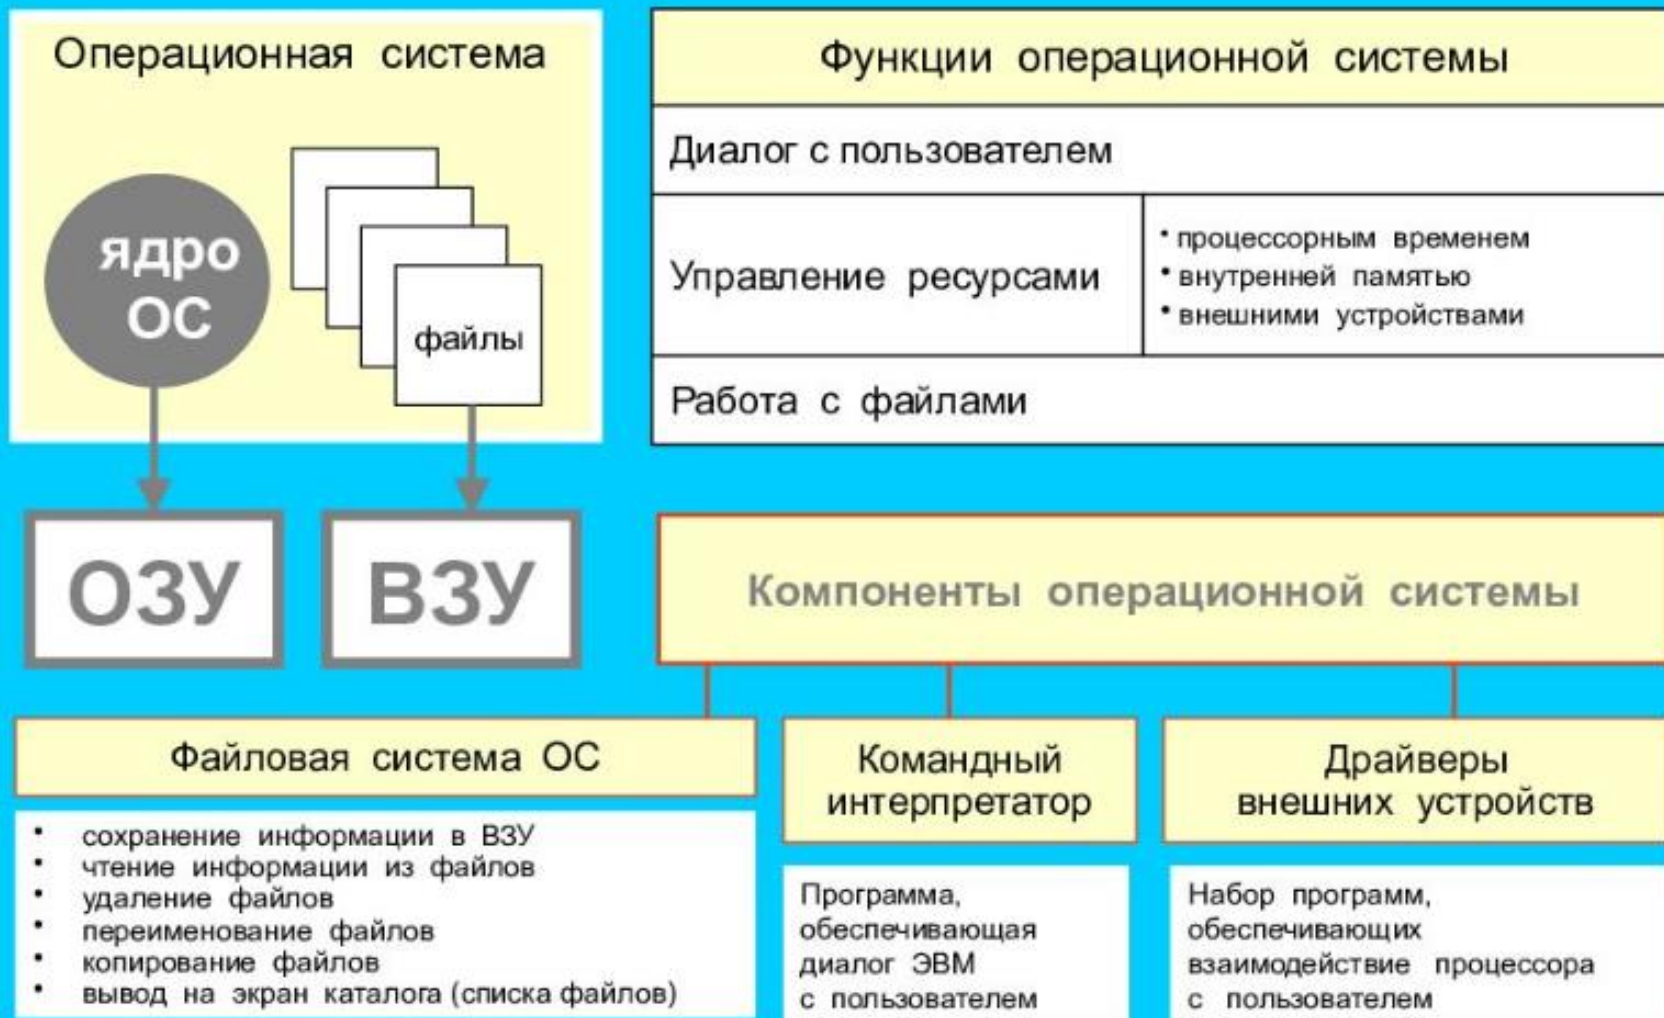 Операционная система
ядро
ОС
файлы
ОЗУ
ВЗУ
Функции операционной системы
Диалог с пользователем
Управление ресурсами
• процессорным временем
• внутренней памятью
• внешними устройствами
Работа с файлами
Компоненты операционной системы
Файловая система ОС
• сохранение информации в ВЗУ
• чтение информации из файлов
• удаление файлов
• переименование файлов
• копирование файлов
• вывод на экран каталога (списка файлов)
Командный
интерпретатор
Программа,
обеспечивающая
диалог ЭВМ
с пользователем
Драйверы
внешних устройств
Набор программ,
обеспечивающих
взаимодействие процессора
с пользователем